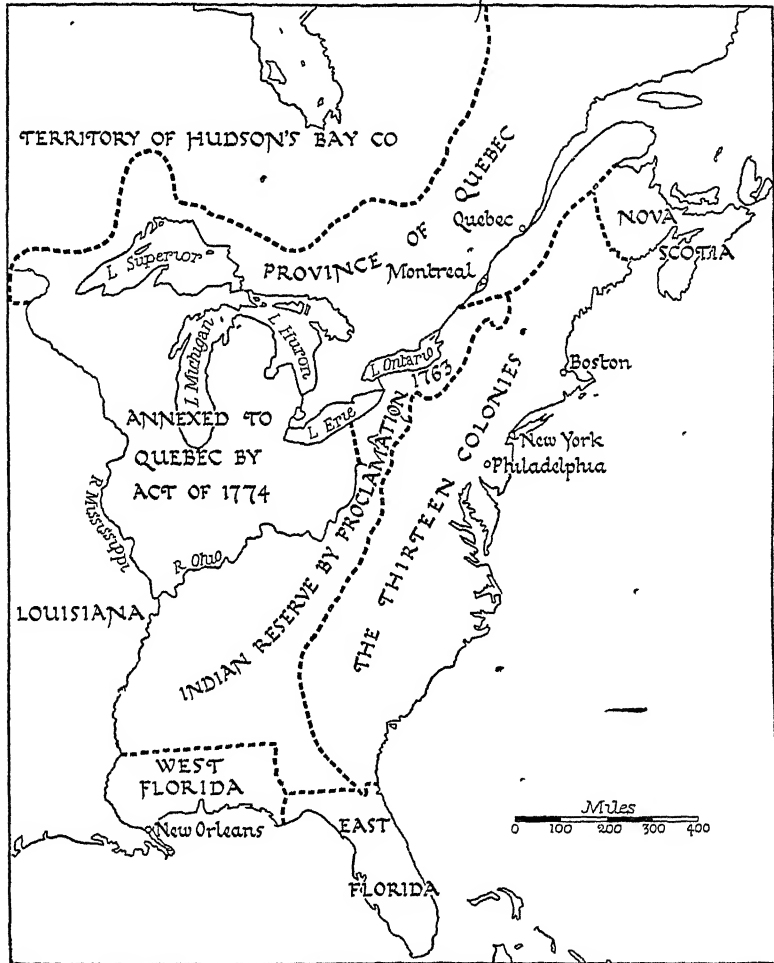 TERRITORY OF HUDSON'S BAY CO
PROVINCE OF QUEBEC
Quebec
NOVA
SCOTIA
L Superior
Montreal
L Michigan
L Huron
L Ontario
L Erie
Boston
New York
Philadelphia
ANNEXED TO
QUEBEC BY
ACT OF 1774
INDIAN RESERVE BY PROCLAMATION 1763
THE THIRTEEN COLONIES
R Mississippi
R Ohio
LOUISIANA
WEST
FLORIDA
New Orleans
EAST
FLORIDA
Miles
0 100 200 300 400